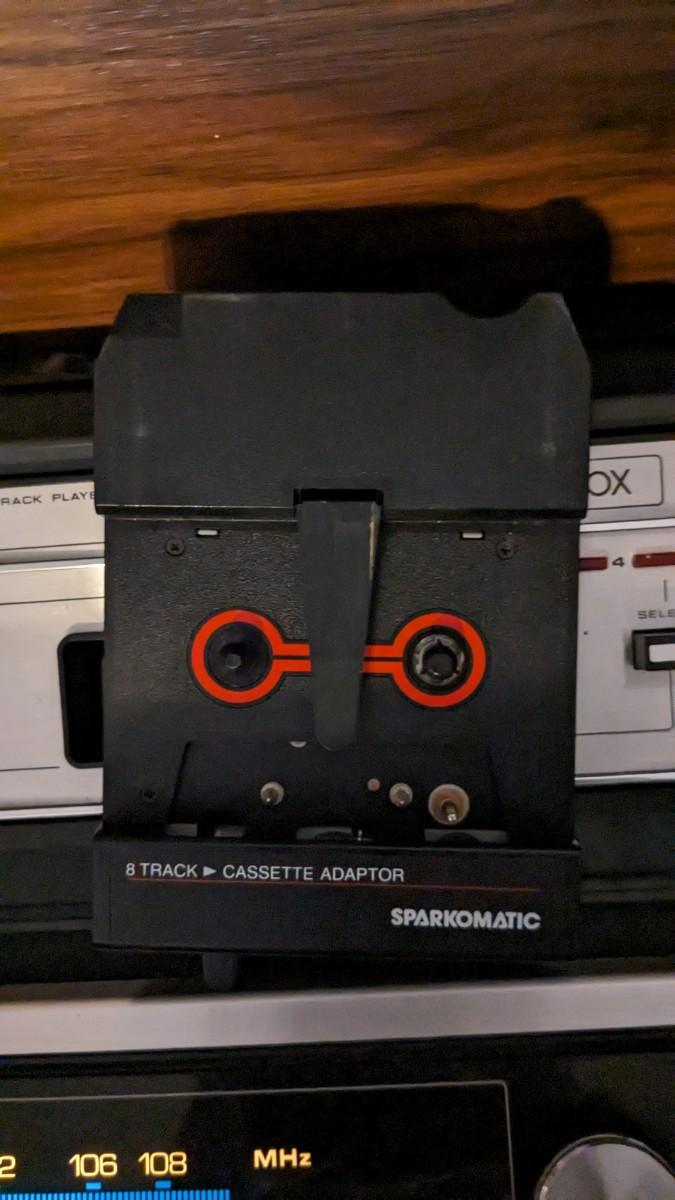 RACK PLAYE
OX
4
SELE
8 TRACK ► CASSETTE ADAPTOR
SPARKOMATIC
2 106 108 MHz